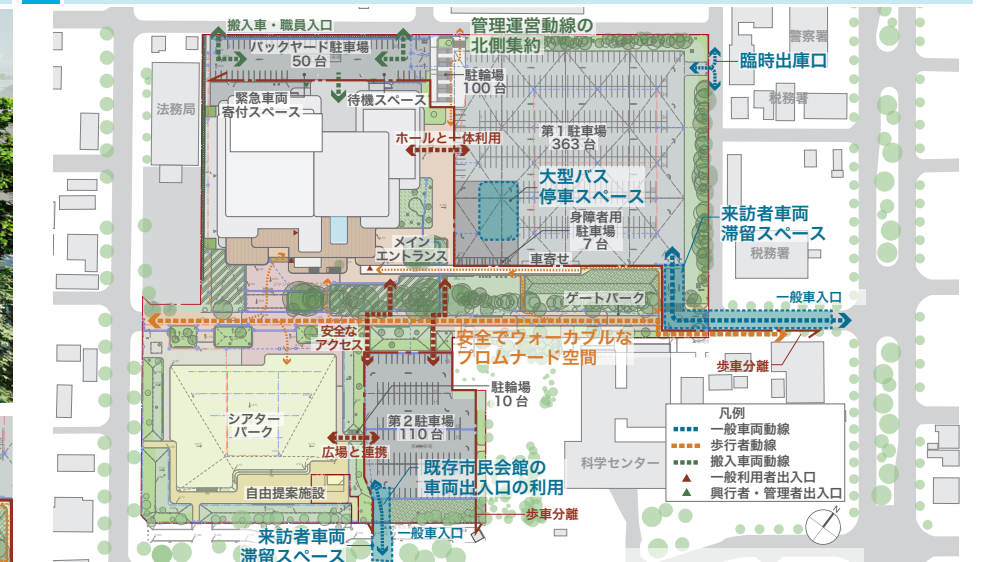 搬入車・職員入口
管理運営動線の
北側集約
バックヤード駐車場
50台
警察署
臨時出庫口
駐輪場
100台
税務署
法務局
緊急車両
寄付スペース
待機スペース
第1駐車場
363台
ホールと一体利用
大型バス
停車スペース
身障者用
駐車場
7台
来訪者車両
滞留スペース
メイン
エントランス
車寄せ
税務署
ゲートパーク
一般車入口
安全な
アクセス
安全でウォーカブルな
プロムナード空間
歩車分離
駐輪場
10台
シアター
パーク
第2駐車場
110台
広場と連携
既存市民会館の
車両出入口の利用
科学センター
自由提案施設
歩車分離
来訪者車両
滞留スペース
一般車入口
凡例
一般車両動線
歩行者動線
搬入車両動線
一般利用者出入口
興行者・管理者出入口
N